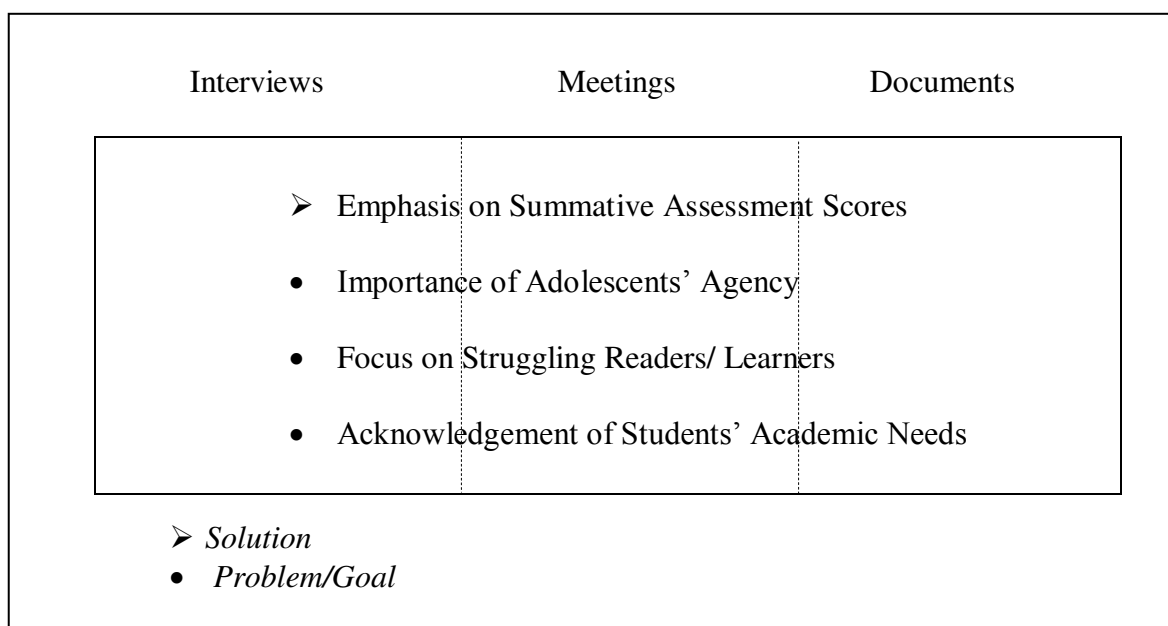 Interviews Meetings Documents
➢ Emphasis on Summative Assessment Scores
• Importance of Adolescents’ Agency
• Focus on Struggling Readers/ Learners
• Acknowledgement of Students’ Academic Needs
➢ Solution
• Problem/Goal